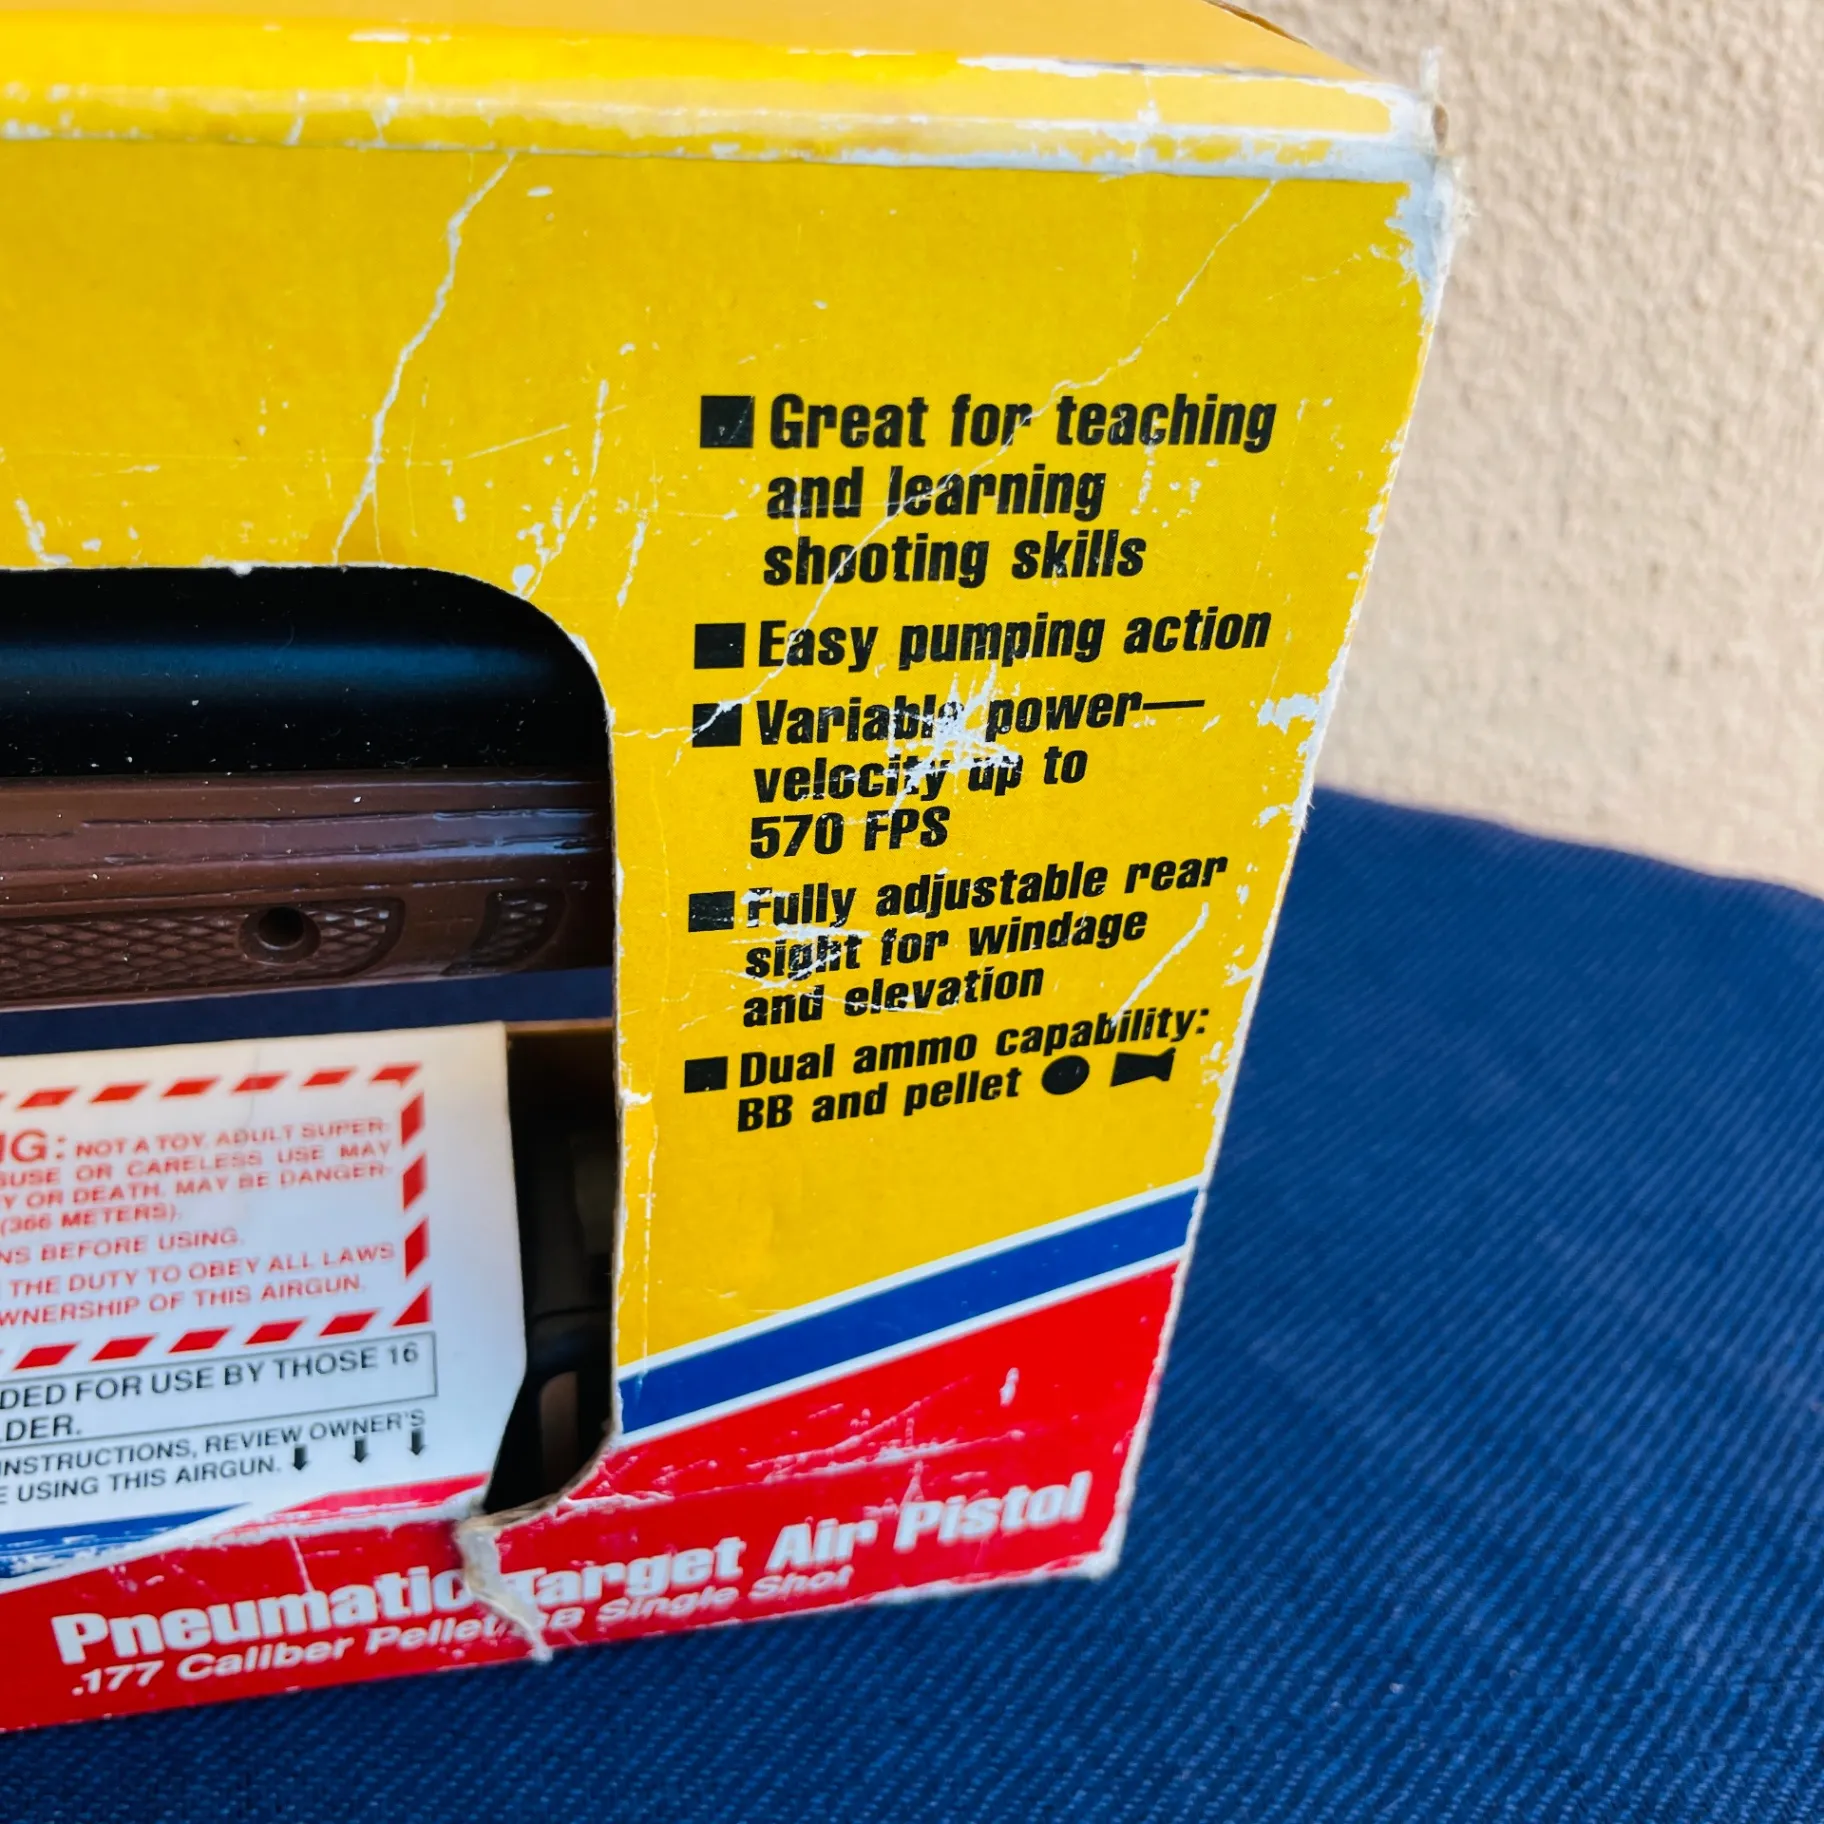 Great for teaching
and learning
shooting skills
Easy pumping action
Variable power—
velocity up to
570 FPS
Fully adjustable rear
sight for windage
and elevation
Dual ammo capability:
BB and pellet
NG: NOT A TOY. ADULT SUPER-
SUSE OR CARELESS USE MAY
Y OR DEATH. MAY BE DANGER-
(366 METERS).
NS BEFORE USING.
THE DUTY TO OBEY ALL LAWS
WNERSHIP OF THIS AIRGUN.
DED FOR USE BY THOSE 16
LDER.
INSTRUCTIONS, REVIEW OWNER'S
E USING THIS AIRGUN.
Pneumatic Target Air Pistol
.177 Caliber Pellet/BB Single Shot